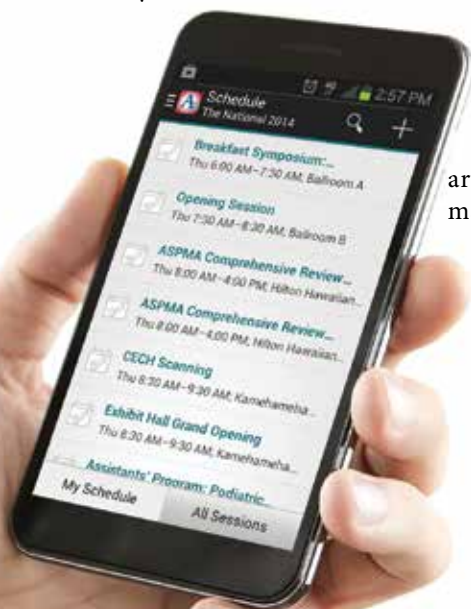 2:57 PM
Schedule
The National 2014
Breakfast Symposium:...
Thu 6:00 AM–7:30 AM, Ballroom A
Opening Session
Thu 7:30 AM–8:30 AM, Ballroom B
ASPMA Comprehensive Review...
Thu 8:00 AM–4:00 PM, Hilton Hawaiian...
ASPMA Comprehensive Review...
Thu 8:00 AM–4:00 PM, Hilton Hawaiian...
CECH Scanning
Thu 8:30 AM–9:30 AM, Kamehameha...
Exhibit Hall Grand Opening
Thu 8:30 AM–9:30 AM, Kamehameha...
Assistants' Program: Podiatric...
My Schedule
All Sessions
ar
m